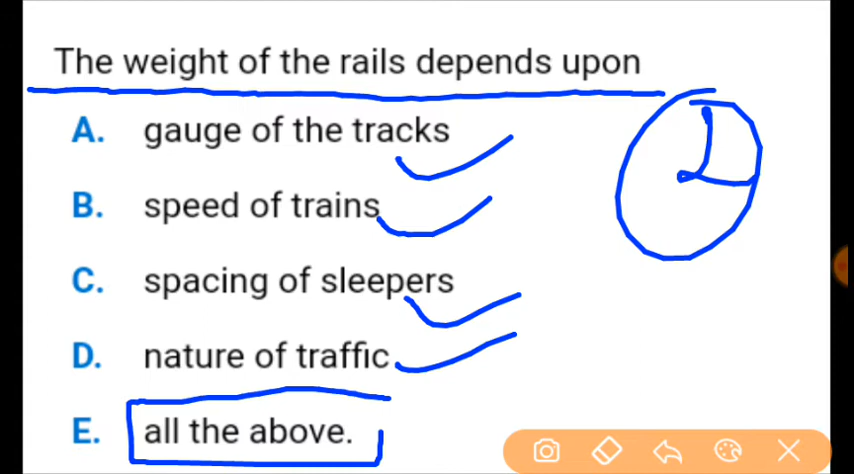 The weight of the rails depends upon
A. gauge of the tracks
B. speed of trains
C. spacing of sleepers
D. nature of traffic
E. all the above.